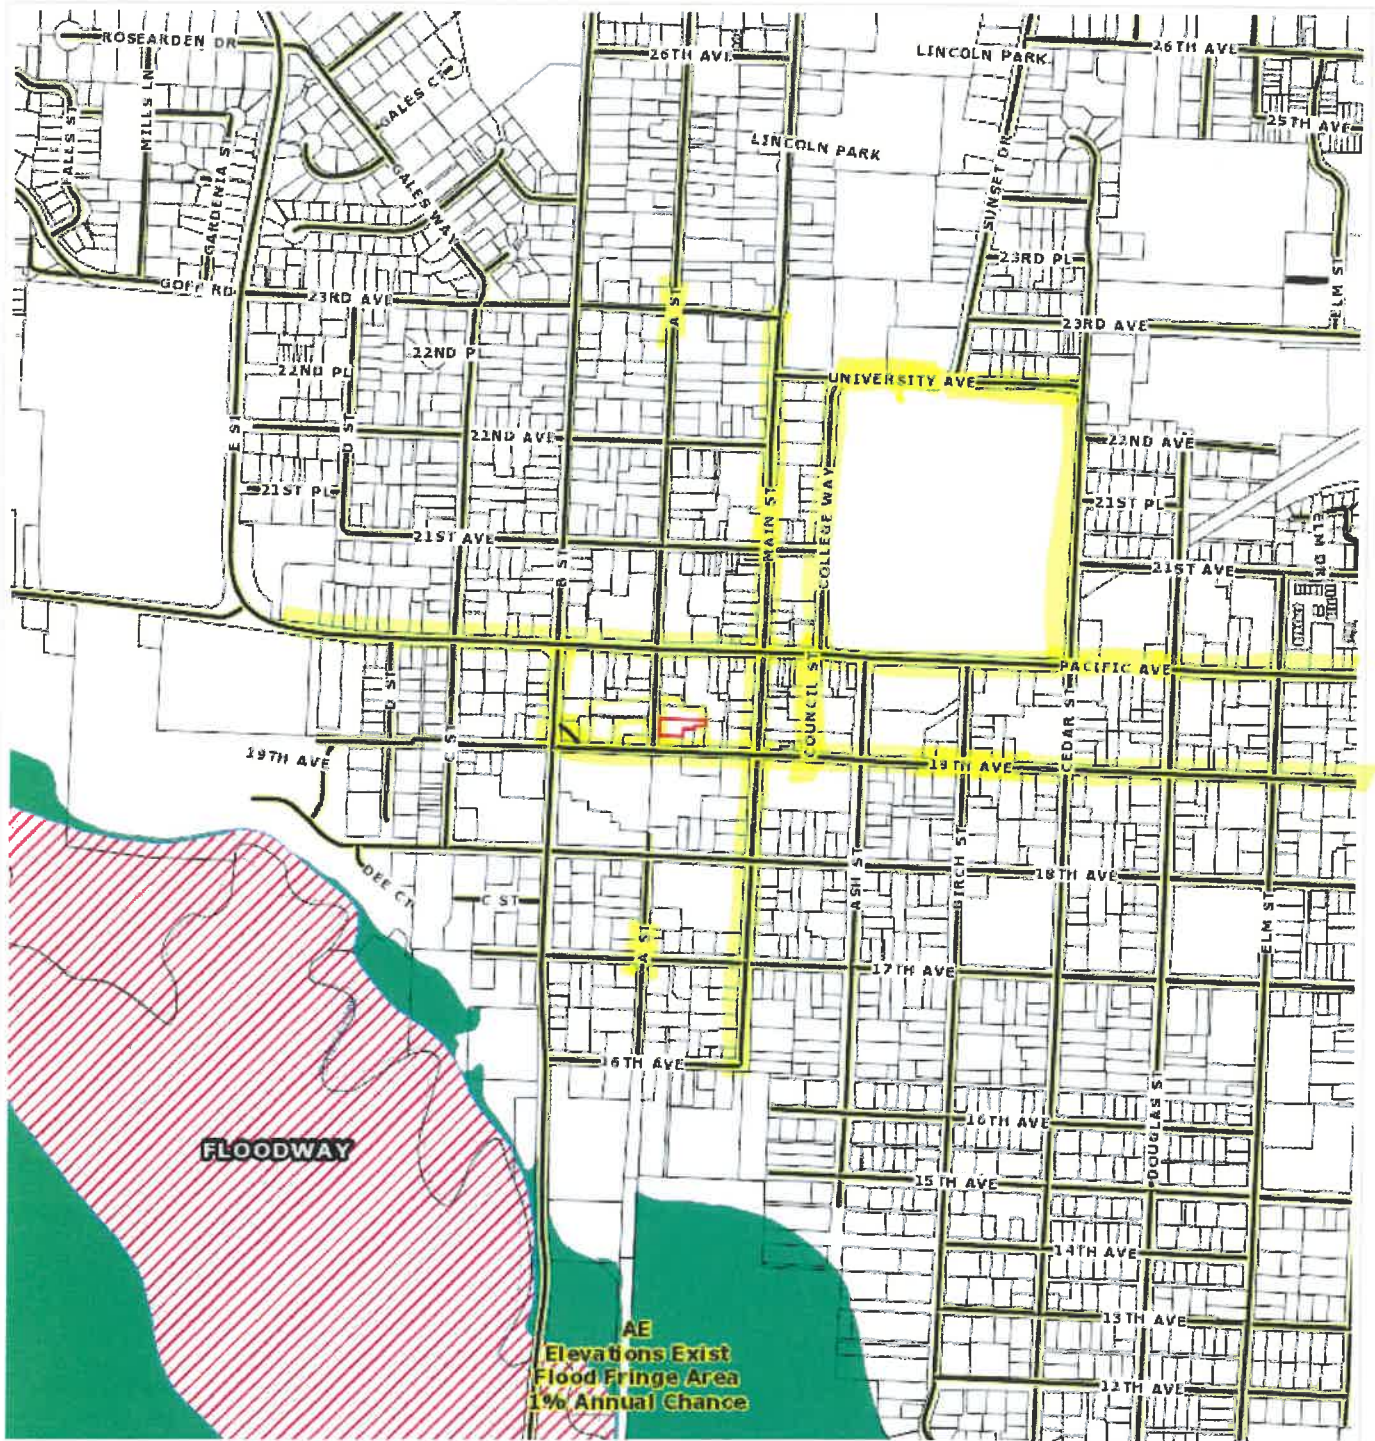 ROSEARDEN DR
26TH AVE
LINCOLN PARK
26TH AVE
MILLS LN
GALES CT
25TH AVE
LINCOLN PARK
GARDENIA ST
GALES WAY
SUNSET DR
23RD PL
GOFF RD
23RD AVE
A ST
ELM ST
23RD AVE
22ND PL
22ND PL
UNIVERSITY AVE
E ST
D ST
22ND AVE
22ND AVE
21ST PL
MAIN ST
COLLEGE WAY
21ST PL
21ST AVE
B ST
ELM DR
21ST AVE
PACIFIC AVE
D ST
C ST
COUNCIL ST
CEDAR ST
19TH AVE
19TH AVE
DEE CT
C ST
ASH ST
BIRCH ST
18TH AVE
A ST
ELM ST
17TH AVE
16TH AVE
16TH AVE
DOUGLAS ST
FLOODWAY
15TH AVE
14TH AVE
13TH AVE
AE
Elevations Exist
Flood Fringe Area
1% Annual Chance
12TH AVE